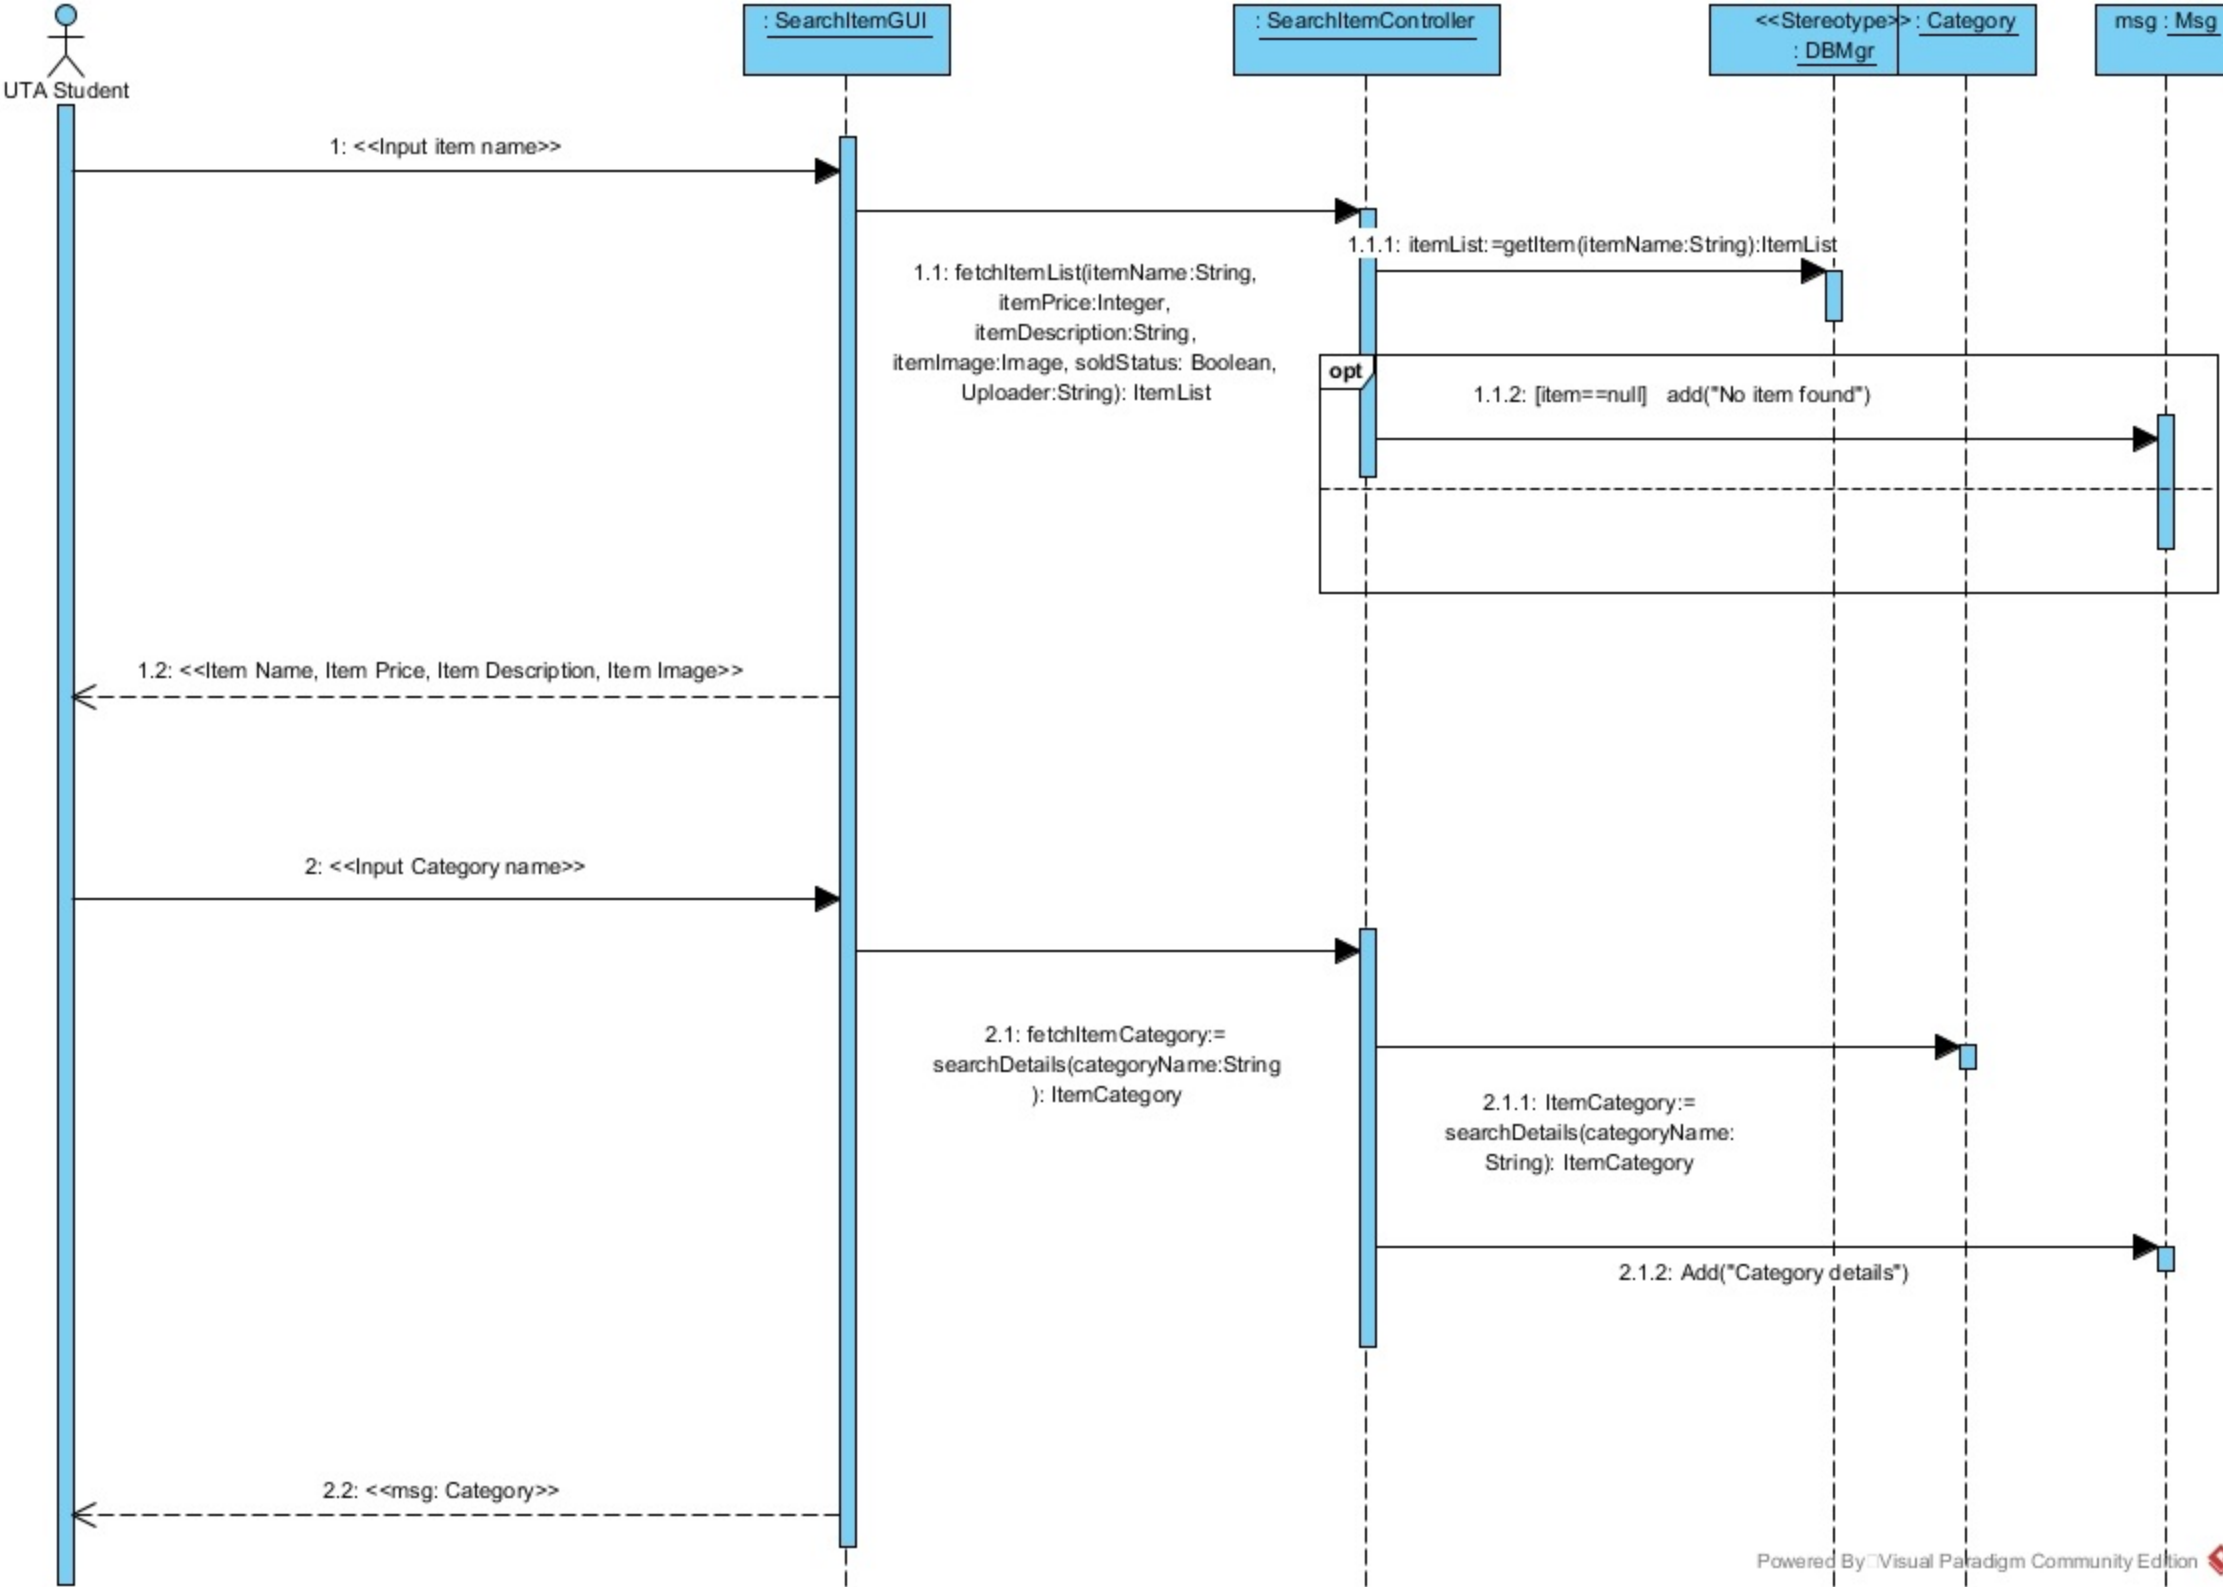 : SearchItemGUI
: SearchItemController
<<Stereotype>>
: DBMgr
: Category
msg : Msg
UTA Student
1: <<Input item name>>
1.1.1: itemList:=getItem(itemName:String):ItemList
1.1: fetchItemList(itemName:String,
itemPrice:Integer,
itemDescription:String,
itemImage:Image, soldStatus: Boolean,
Uploader:String): ItemList
opt
1.1.2: [item==null] add("No item found")
1.2: <<Item Name, Item Price, Item Description, Item Image>>
2: <<Input Category name>>
2.1: fetchItemCategory:=
searchDetails(categoryName:String
): ItemCategory
2.1.1: ItemCategory:=
searchDetails(categoryName:
String): ItemCategory
2.1.2: Add("Category details")
2.2: <<msg: Category>>
Powered By Visual Paradigm Community Edition